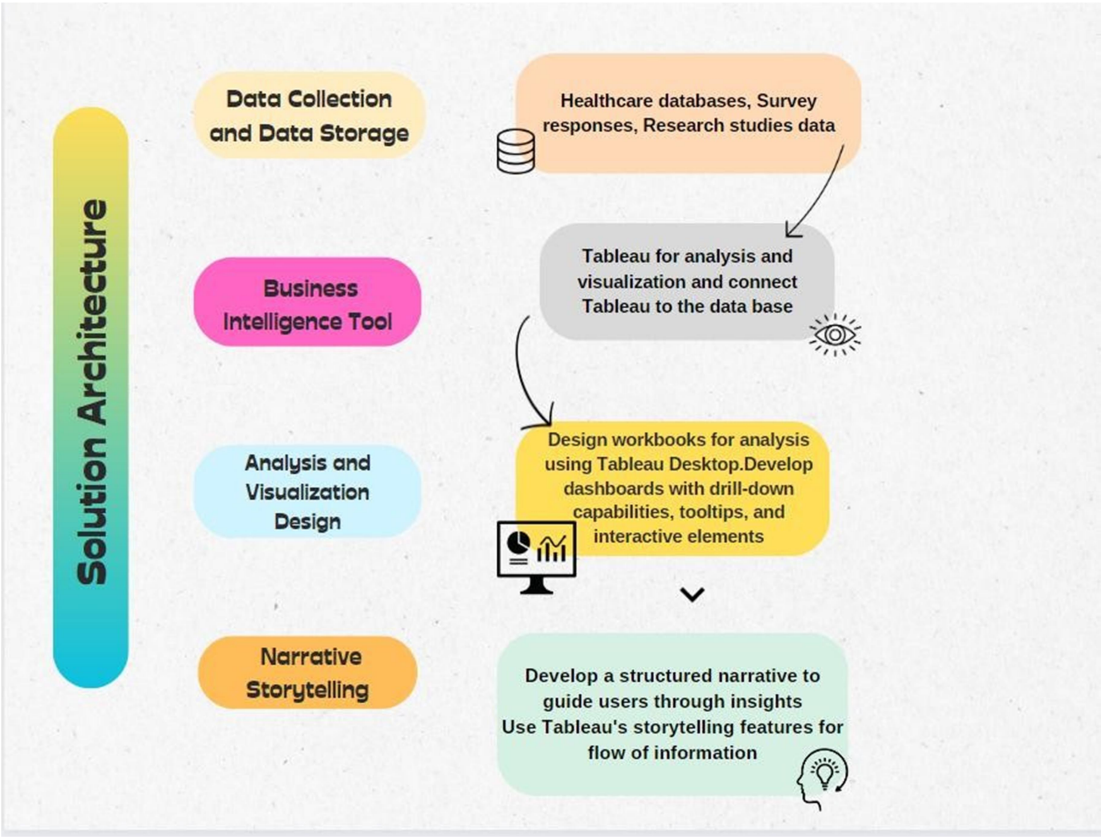 Solution Architecture
Data Collection
and Data Storage
Healthcare databases, Survey
responses, Research studies data
Business
Intelligence Tool
Tableau for analysis and
visualization and connect
Tableau to the data base
Analysis and
Visualization
Design
Design workbooks for analysis
using Tableau Desktop.Develop
dashboards with drill-down
capabilities, tooltips, and
interactive elements
Narrative
Storytelling
Develop a structured narrative to
guide users through insights
Use Tableau's storytelling features for
flow of information